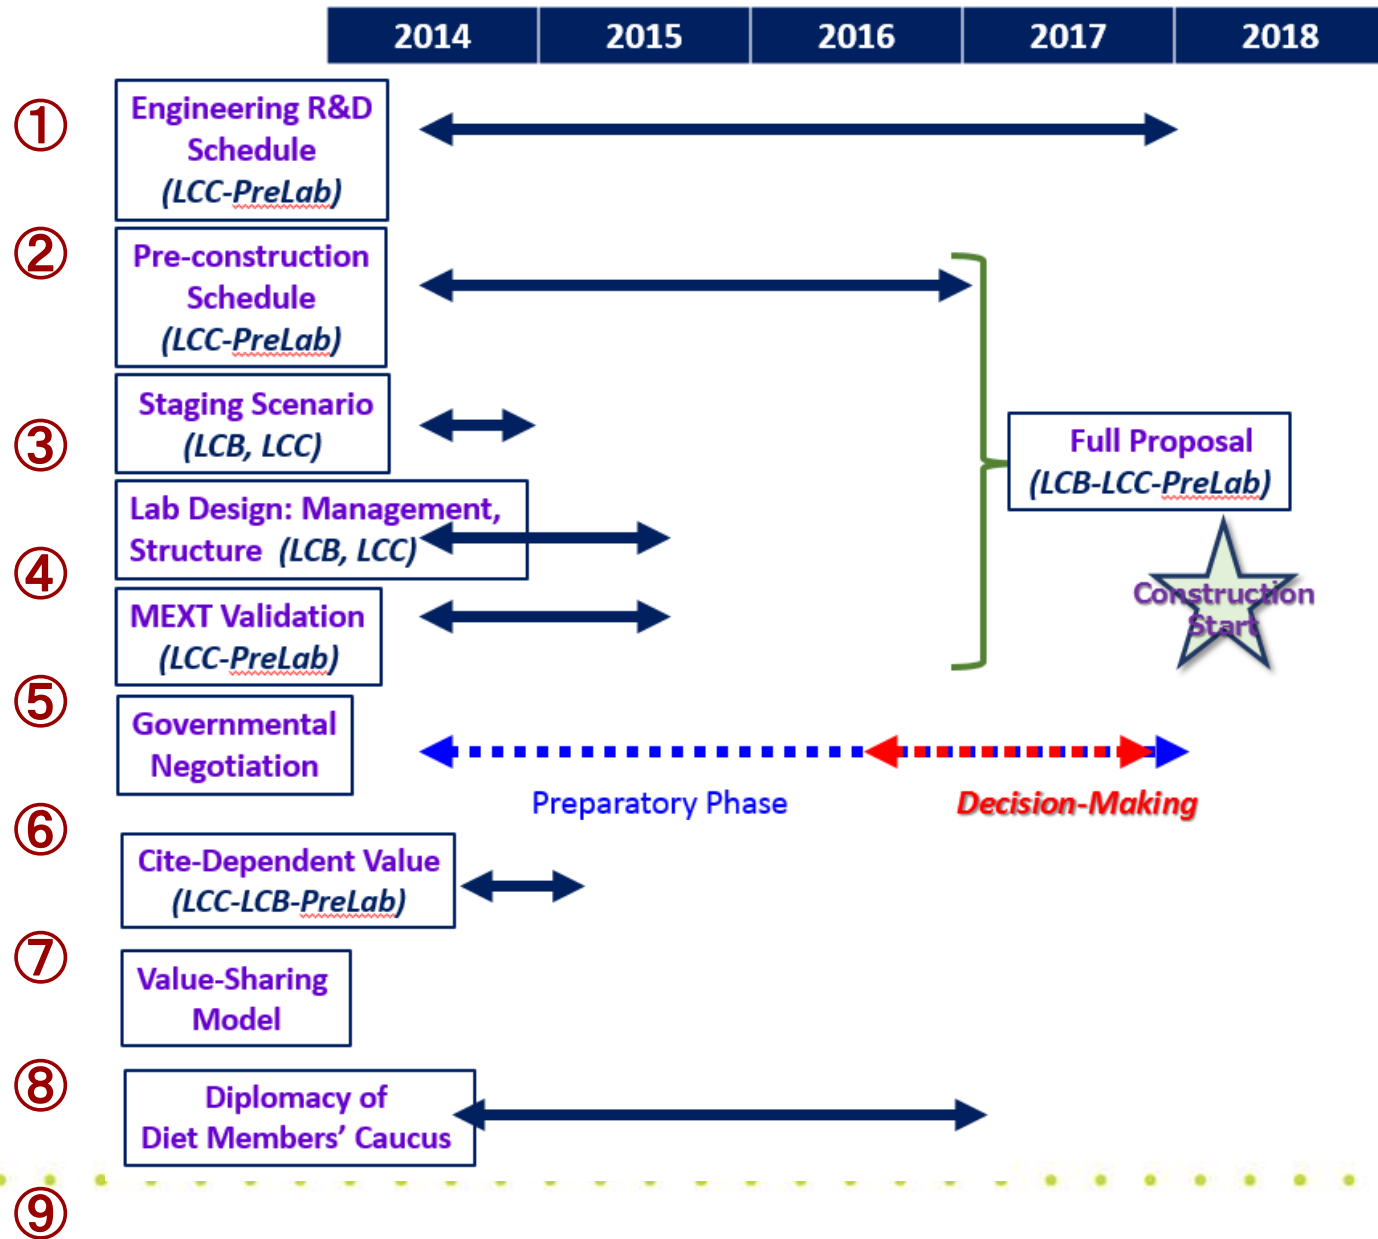 2014 2015 2016 2017 2018
①
Engineering R&D
Schedule
(LCC-PreLab)
②
Pre-construction
Schedule
(LCC-PreLab)
③
Staging Scenario
(LCB, LCC)
Full Proposal
(LCB-LCC-PreLab)
Lab Design: Management,
Structure (LCB, LCC)
④
Construction
Start
MEXT Validation
(LCC-PreLab)
⑤
Governmental
Negotiation
Preparatory Phase
Decision-Making
⑥
Cite-Dependent Value
(LCC-LCB-PreLab)
⑦
Value-Sharing
Model
⑧
Diplomacy of
Diet Members’ Caucus
⑨